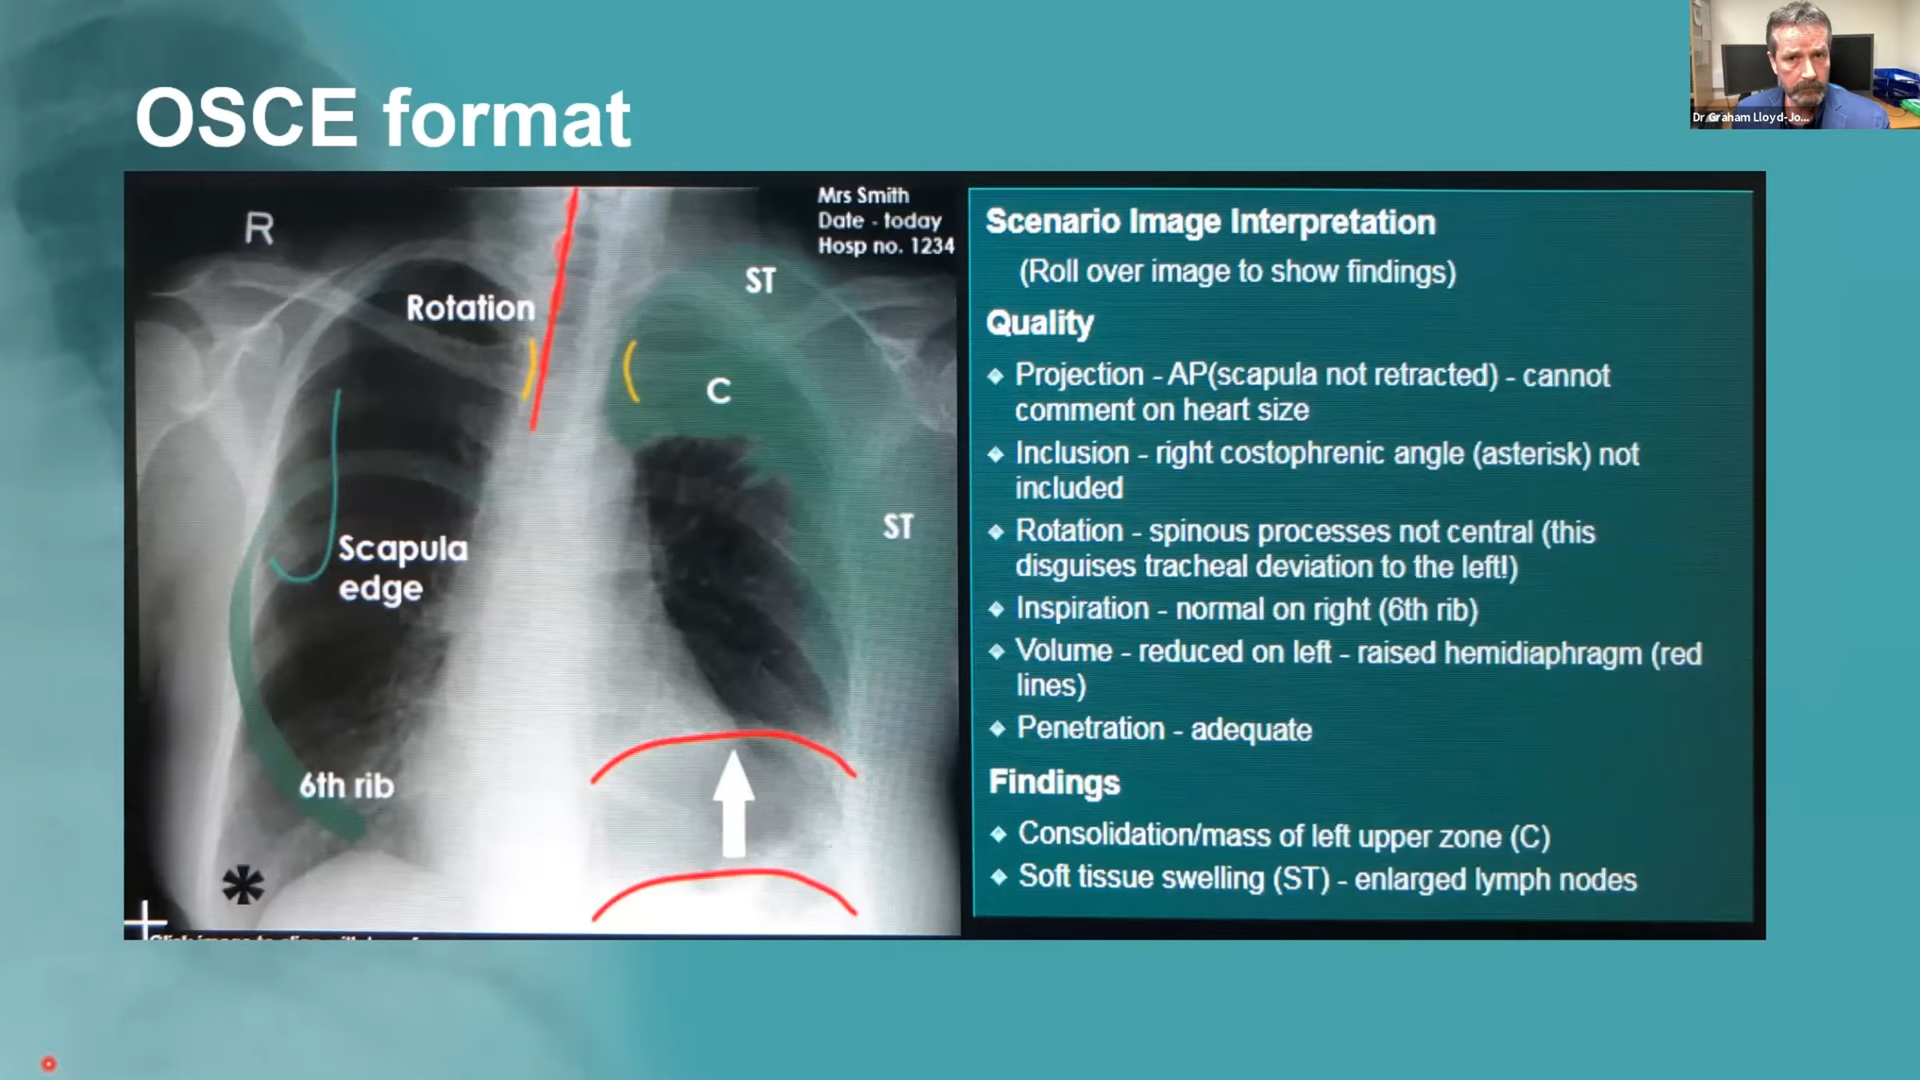 OSCE format
Dr Graham Lloyd-Jo...
R
Mrs Smith
Date - today
Hosp no. 1234
ST
Rotation
C
ST
Scapula
edge
6th rib
*
Scenario Image Interpretation
(Roll over image to show findings)
Quality
Projection - AP(scapula not retracted) - cannot
comment on heart size
Inclusion - right costophrenic angle (asterisk) not
included
Rotation - spinous processes not central (this
disguises tracheal deviation to the left!)
Inspiration - normal on right (6th rib)
Volume - reduced on left - raised hemidiaphragm (red
lines)
Penetration - adequate
Findings
Consolidation/mass of left upper zone (C)
Soft tissue swelling (ST) - enlarged lymph nodes